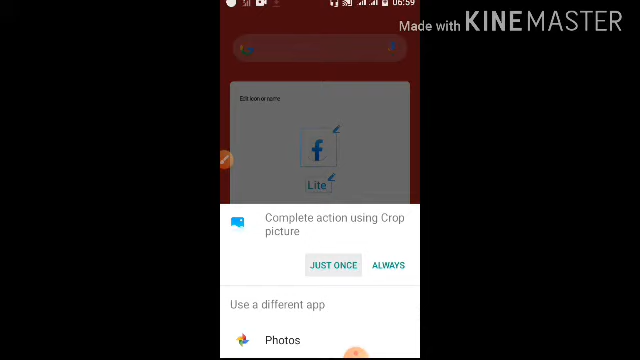 06:59
Made with KINEMASTER
Edit icon or name
Lite
Complete action using Crop
picture
JUST ONCE ALWAYS
Use a different app
Photos